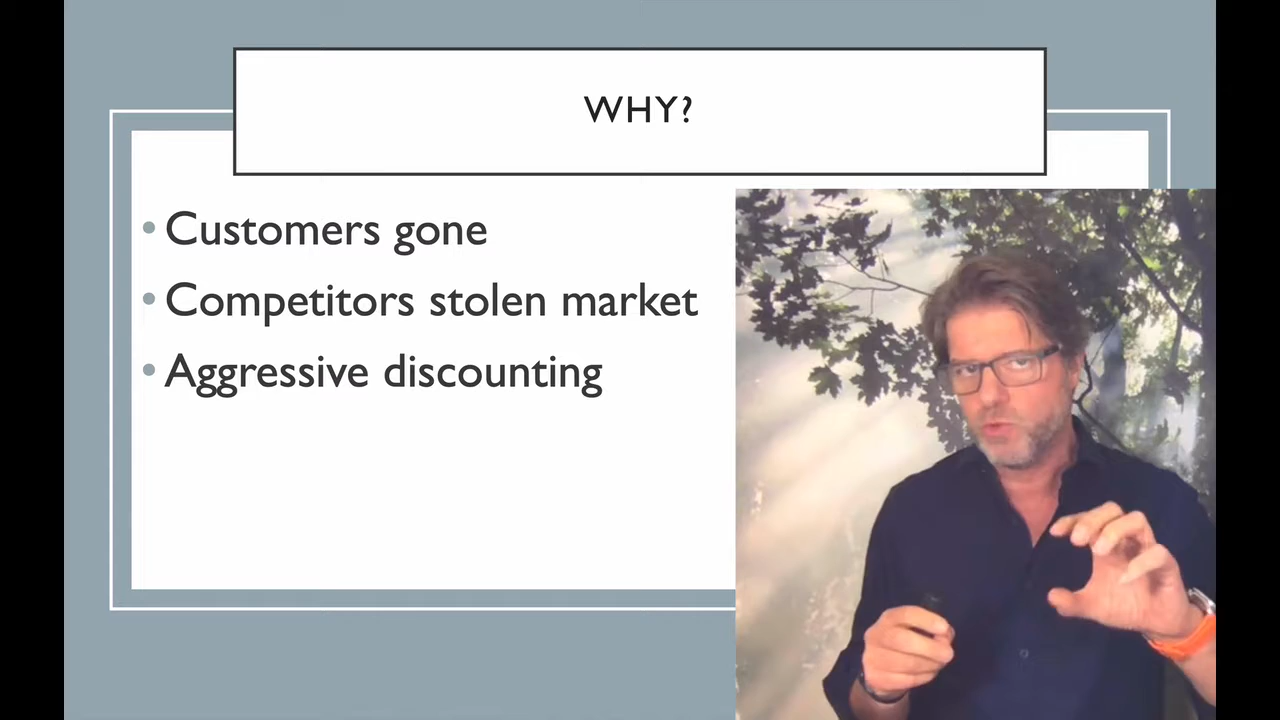 WHY?
• Customers gone
• Competitors stolen market
• Aggressive discounting